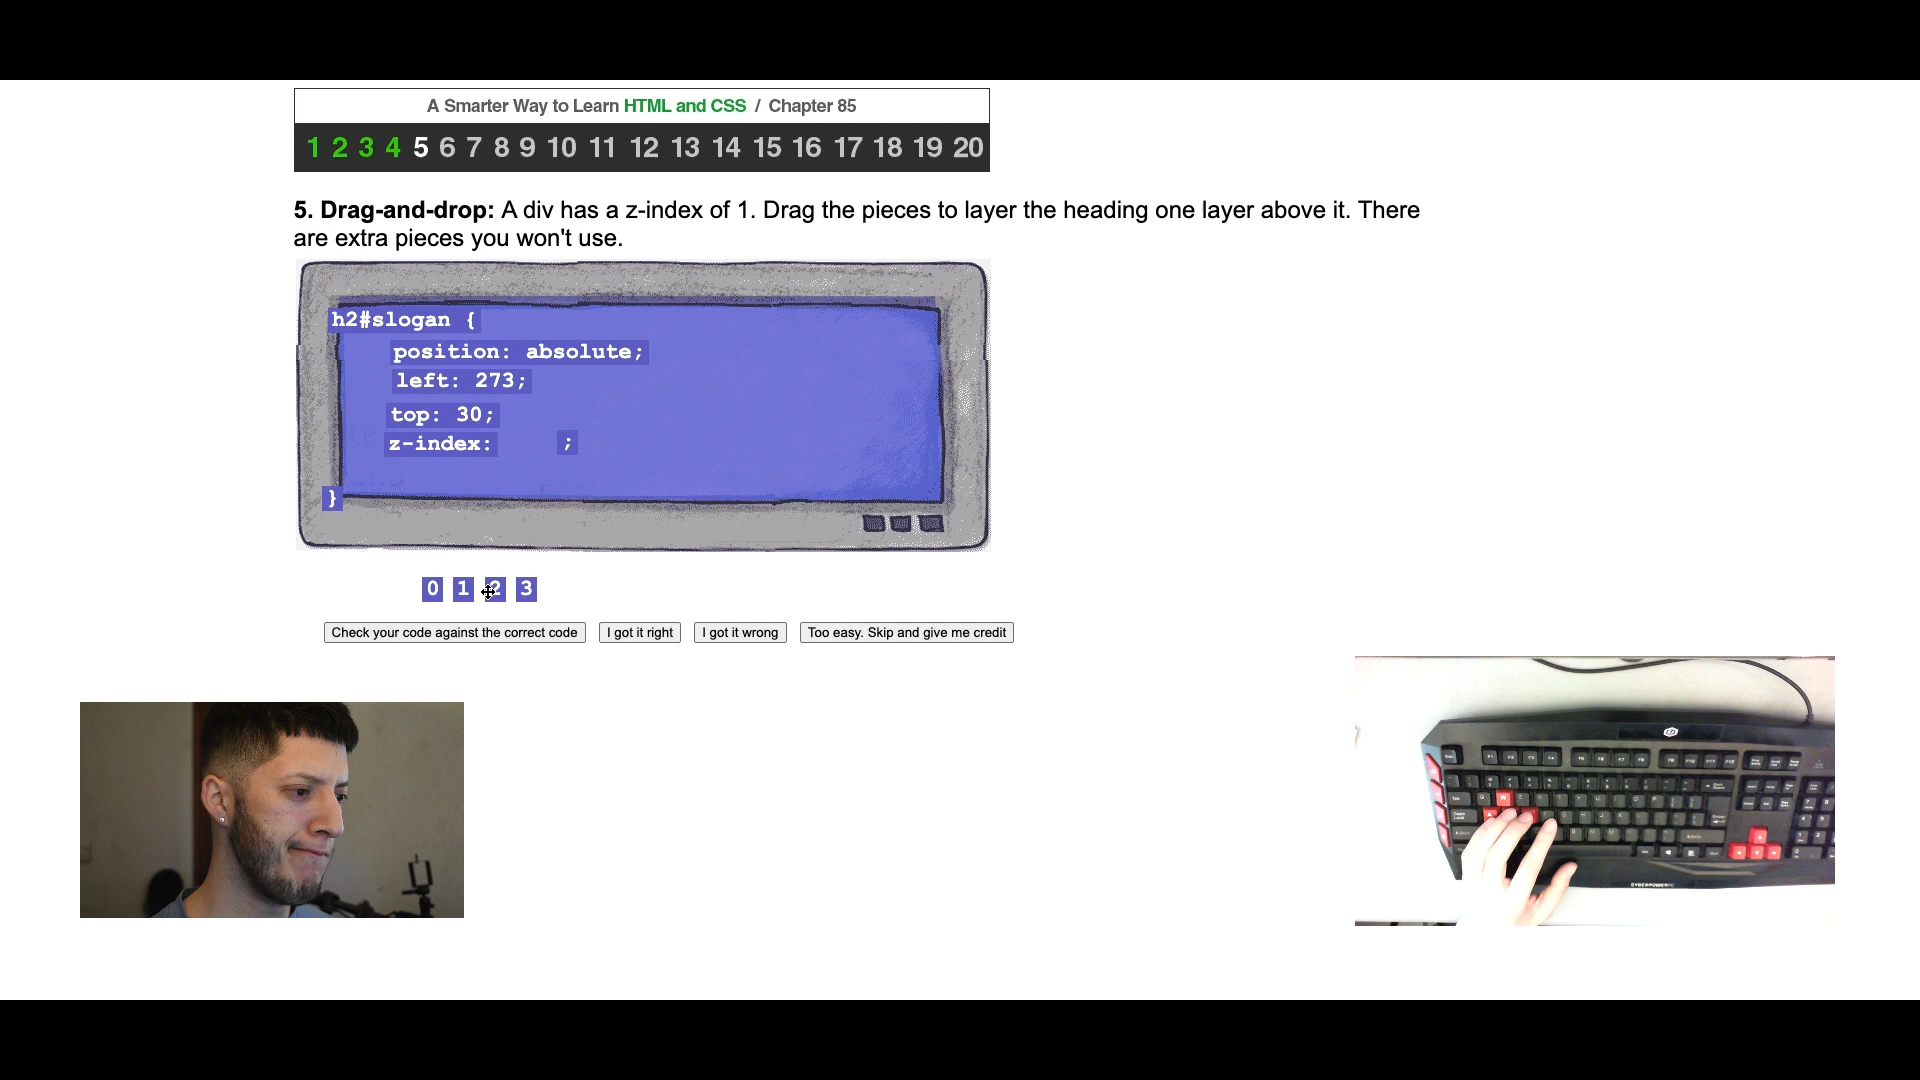 A Smarter Way to Learn HTML and CSS / Chapter 85
1 2 3 4 5 6 7 8 9 10 11 12 13 14 15 16 17 18 19 20
5. Drag-and-drop: A div has a z-index of 1. Drag the pieces to layer the heading one layer above it. There
are extra pieces you won't use.
h2#slogan {
position: absolute;
left: 273;
top: 30;
z-index: ;
}
0 1 2 3
Check your code against the correct code I got it right I got it wrong Too easy. Skip and give me credit
CYBERPOWERPC